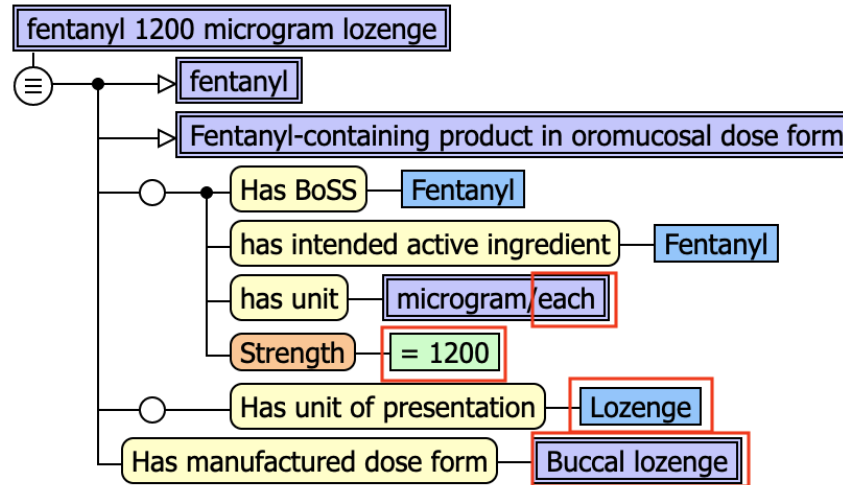 fentanyl 1200 microgram lozenge
fentanyl
Fentanyl-containing product in oromucosal dose form
Has BoSS Fentanyl
has intended active ingredient Fentanyl
has unit microgram/each
Strength = 1200
Has unit of presentation Lozenge
Has manufactured dose form Buccal lozenge